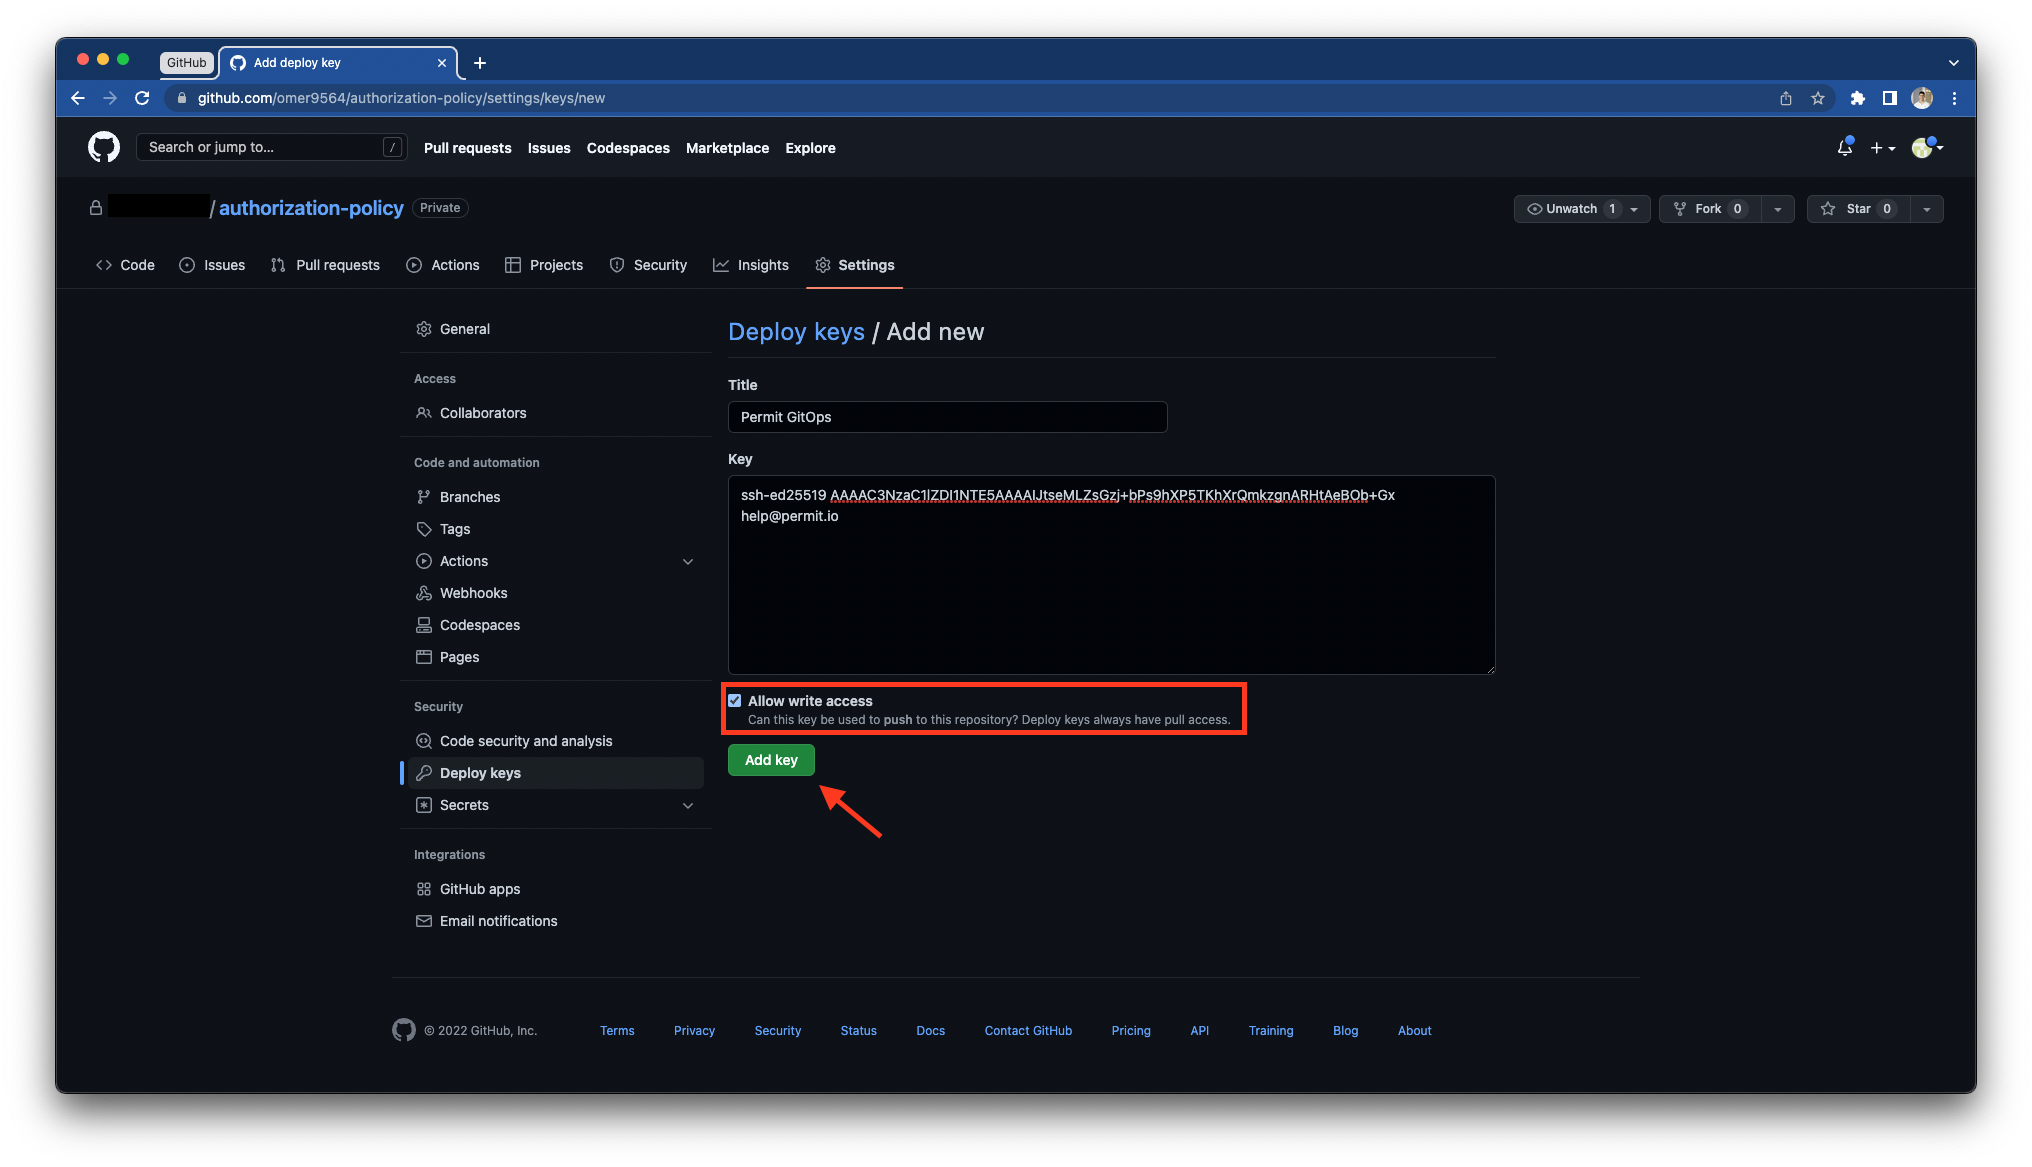 GitHub
Add deploy key
github.com/omer9564/authorization-policy/settings/keys/new
Search or jump to... /
Pull requests Issues Codespaces Marketplace Explore
/ authorization-policy Private
Unwatch 1 Fork 0 Star 0
Code Issues Pull requests Actions Projects Security Insights Settings
General
Access
Collaborators
Code and automation
Branches
Tags
Actions
Webhooks
Codespaces
Pages
Security
Code security and analysis
Deploy keys
Secrets
Integrations
GitHub apps
Email notifications
Deploy keys / Add new
Title
Permit GitOps
Key
ssh-ed25519 AAAAC3NzaC1lZDI1NTE5AAAAIJtseMLZsGzj+bPs9hXP5TKhXrQmkzgnARHtAeBOb+Gx
help@permit.io
Allow write access
Can this key be used to push to this repository? Deploy keys always have pull access.
Add key
© 2022 GitHub, Inc. Terms Privacy Security Status Docs Contact GitHub Pricing API Training Blog About